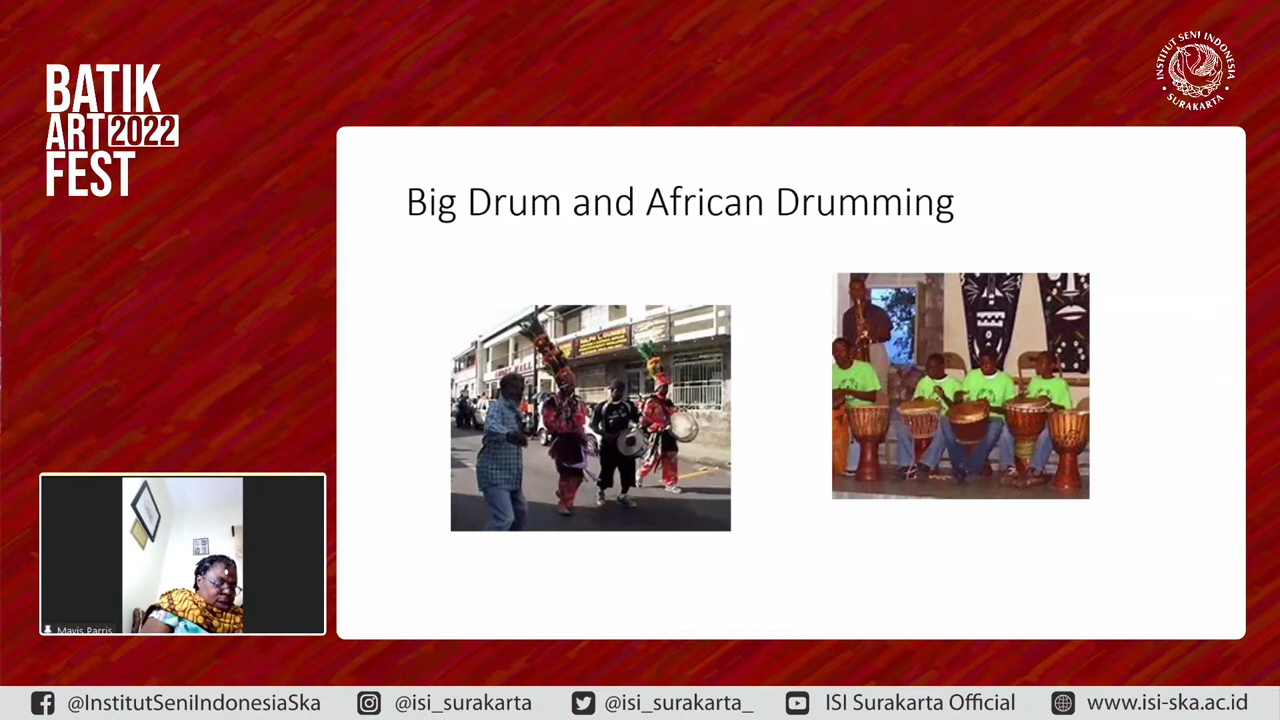 BATIK
ART 2022
FEST
INSTITUT SENI INDONESIA
• SURAKARTA •
Big Drum and African Drumming
Mavis Parris
@InstitutSeniIndonesiaSka
@isi_surakarta
@isi_surakarta_
ISI Surakarta Official
www.isi-ska.ac.id